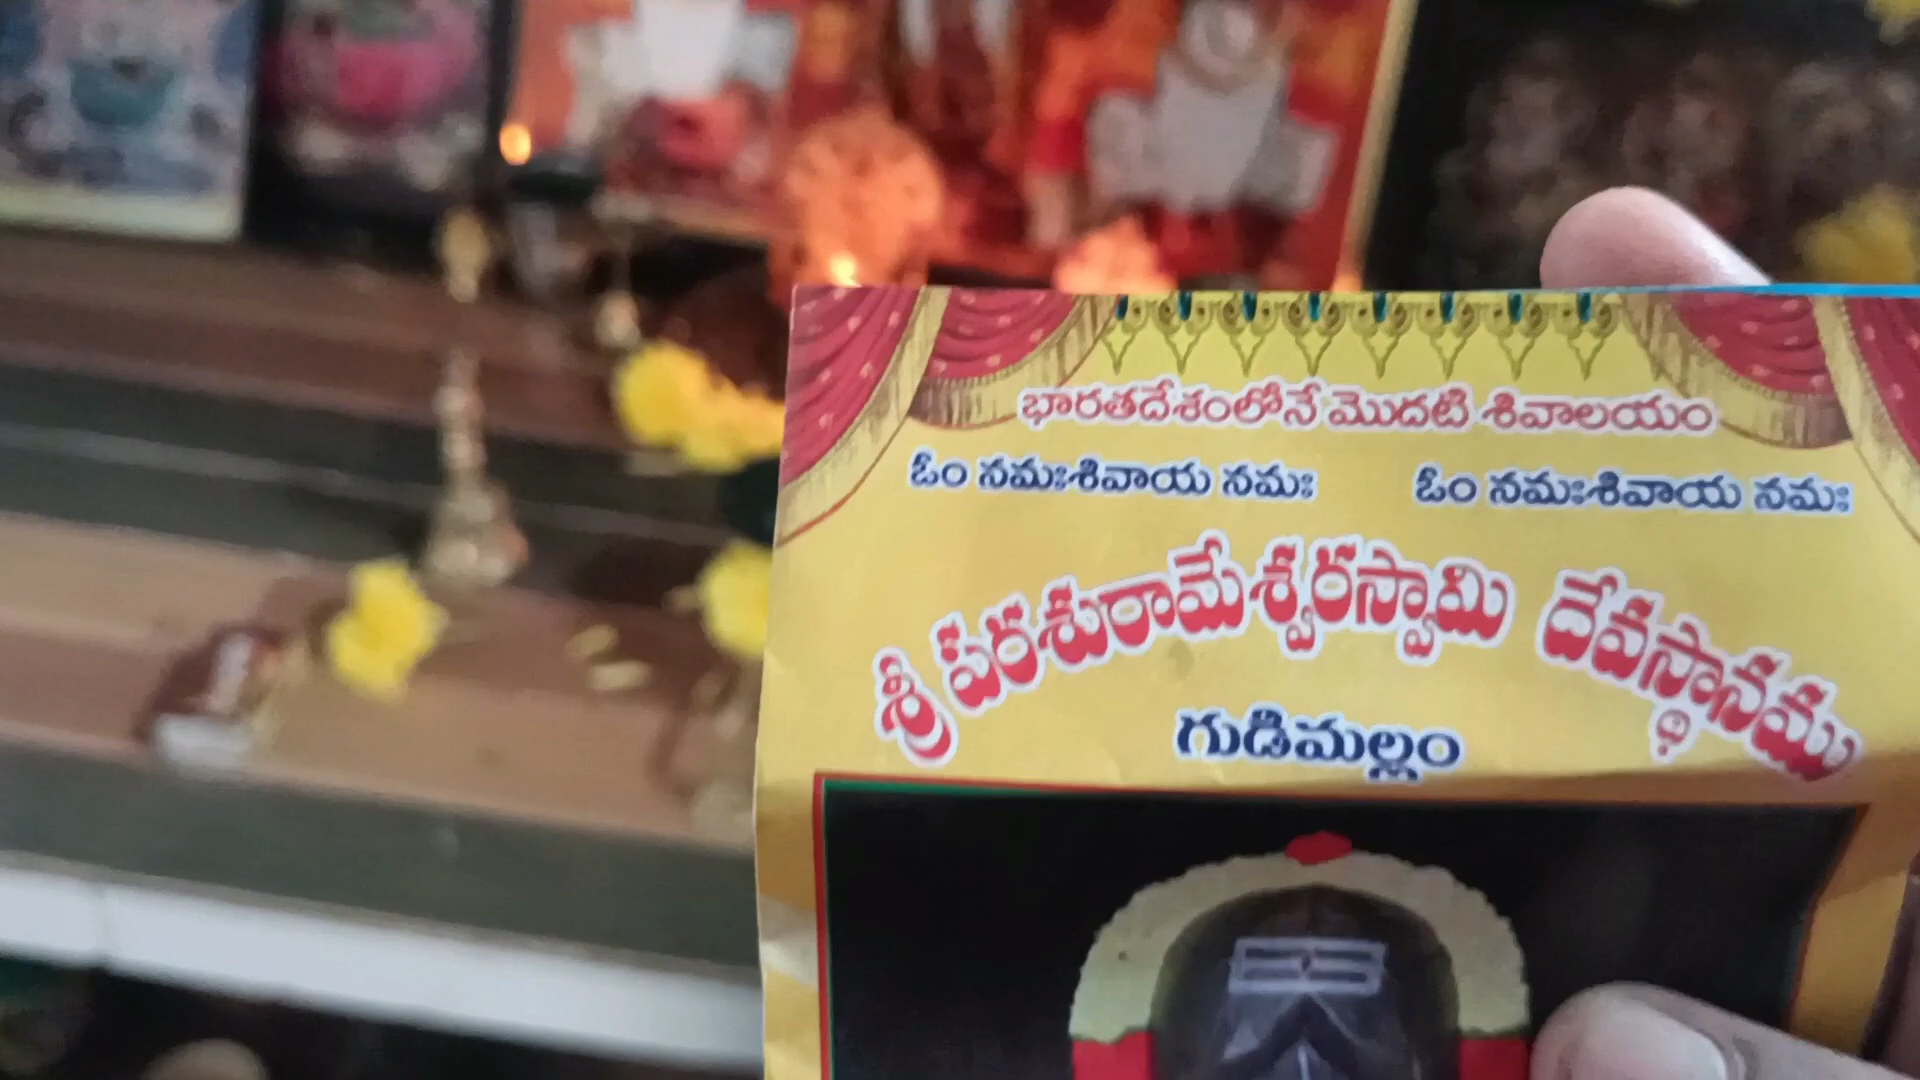 భారతదేశంలోనే మొదటి శివాలయం
ఓం నమఃశివాయ నమః ఓం నమఃశివాయ నమః
శ్రీ పరశురామేశ్వరస్వామి దేవస్థానము
గుడిమల్లం